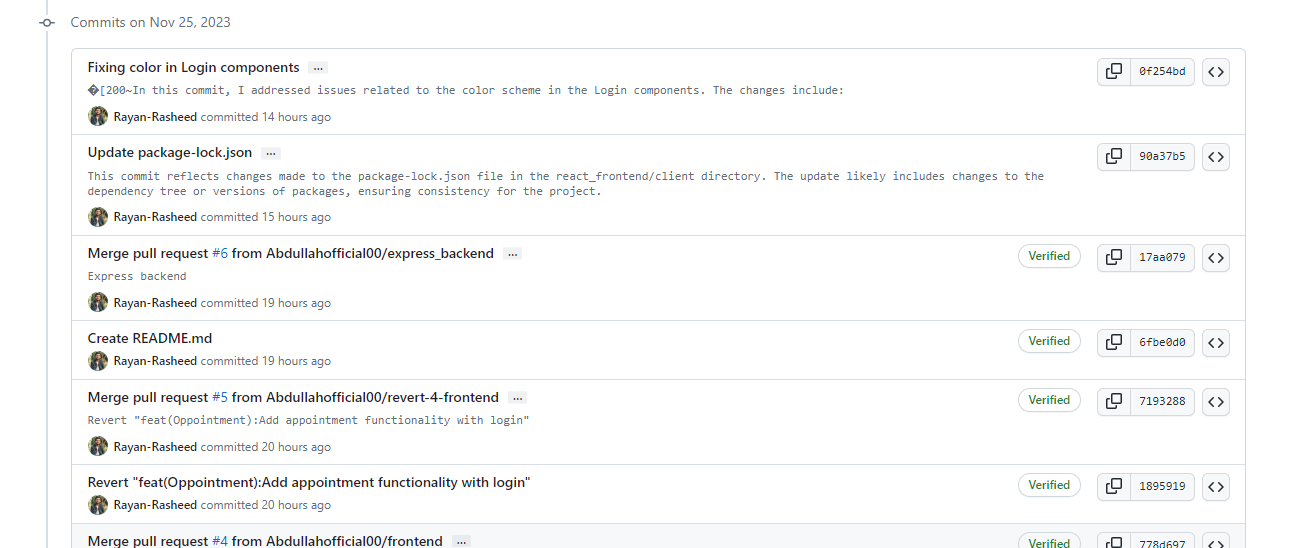 Commits on Nov 25, 2023
Fixing color in Login components ...
�[200~In this commit, I addressed issues related to the color scheme in the Login components. The changes include:
0f254bd
Rayan-Rasheed committed 14 hours ago
Update package-lock.json ...
90a37b5
This commit reflects changes made to the package-lock.json file in the react_frontend/client directory. The update likely includes changes to the
dependency tree or versions of packages, ensuring consistency for the project.
Rayan-Rasheed committed 15 hours ago
Merge pull request #6 from Abdullahofficial00/express_backend ...
Verified 17aa079
Express backend
Rayan-Rasheed committed 19 hours ago
Create README.md
Verified 6fbe0d0
Rayan-Rasheed committed 19 hours ago
Merge pull request #5 from Abdullahofficial00/revert-4-frontend ...
Verified 7193288
Revert "feat(Oppointment):Add appointment functionality with login"
Rayan-Rasheed committed 20 hours ago
Revert "feat(Oppointment):Add appointment functionality with login"
Verified 1895919
Rayan-Rasheed committed 20 hours ago
Merge pull request #4 from Abdullahofficial00/frontend ...
Verified 778d697